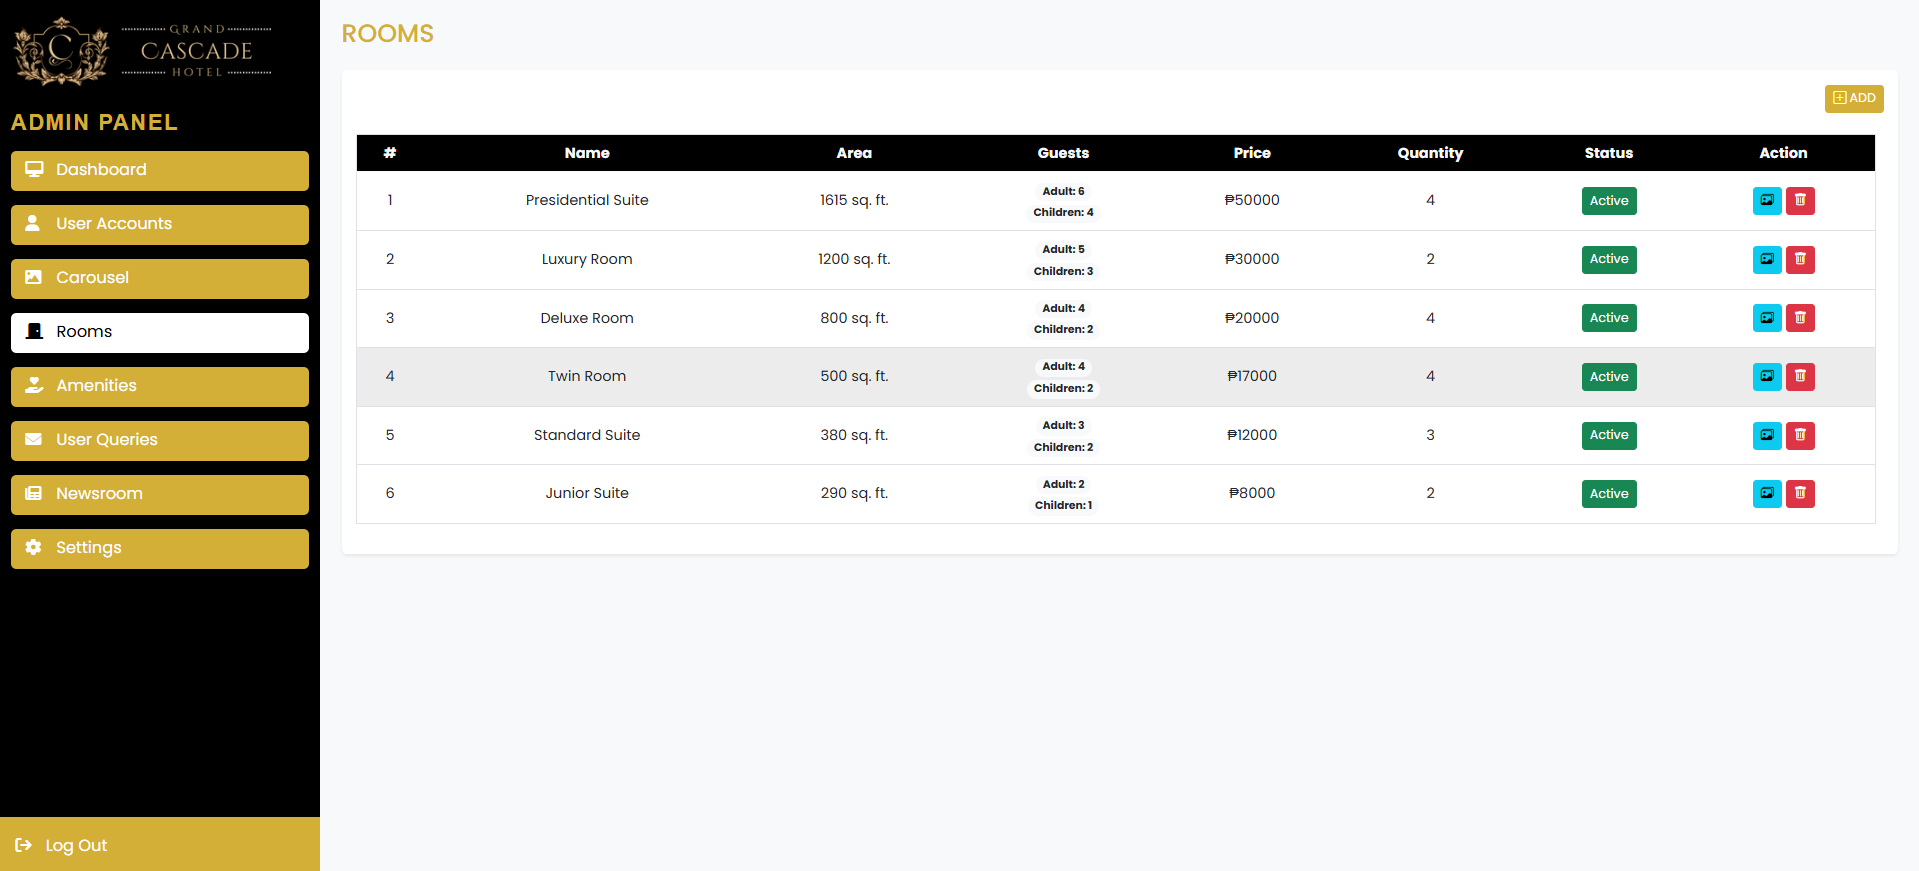 GRAND
CASCADE
HOTEL
ADMIN PANEL
Dashboard
User Accounts
Carousel
Rooms
Amenities
User Queries
Newsroom
Settings
Log Out
ROOMS
ADD
# Name Area Guests Price Quantity Status Action
1 Presidential Suite 1615 sq. ft. Adult: 6 Children: 4 ₱50000 4 Active
2 Luxury Room 1200 sq. ft. Adult: 5 Children: 3 ₱30000 2 Active
3 Deluxe Room 800 sq. ft. Adult: 4 Children: 2 ₱20000 4 Active
4 Twin Room 500 sq. ft. Adult: 4 Children: 2 ₱17000 4 Active
5 Standard Suite 380 sq. ft. Adult: 3 Children: 2 ₱12000 3 Active
6 Junior Suite 290 sq. ft. Adult: 2 Children: 1 ₱8000 2 Active